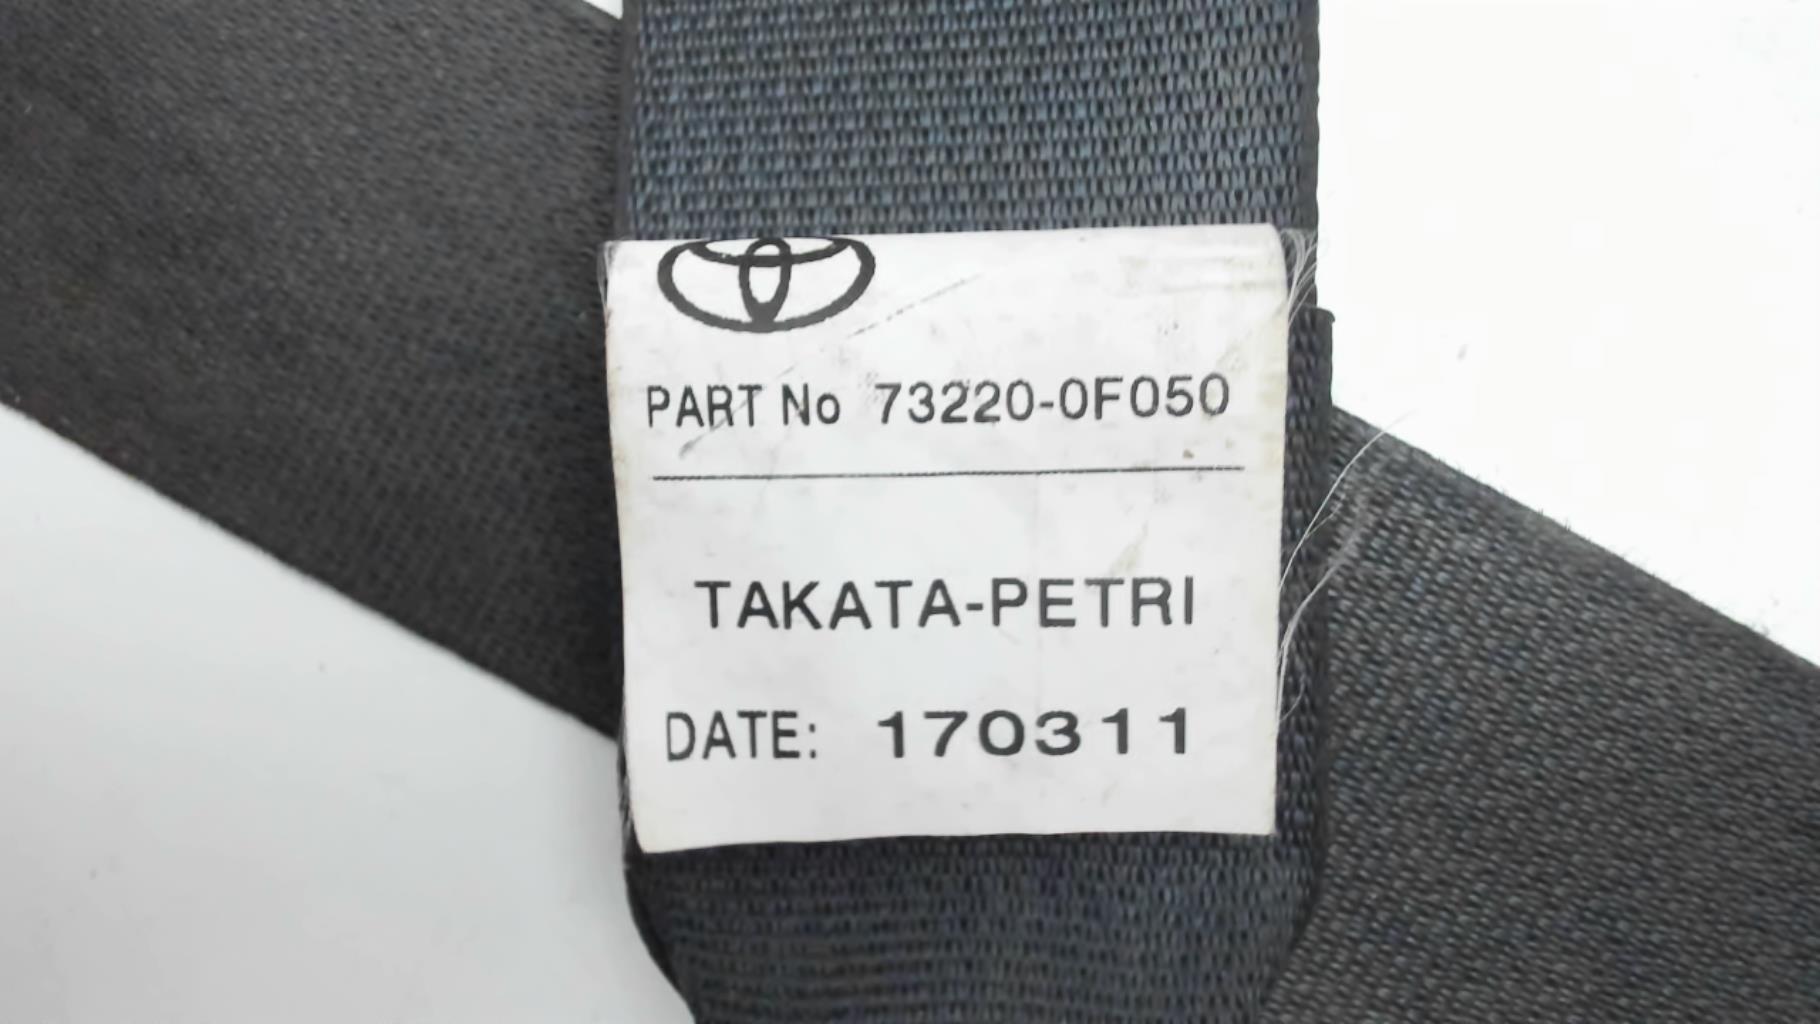 PART No 73220-0F050
TAKATA-PETRI
DATE: 170311